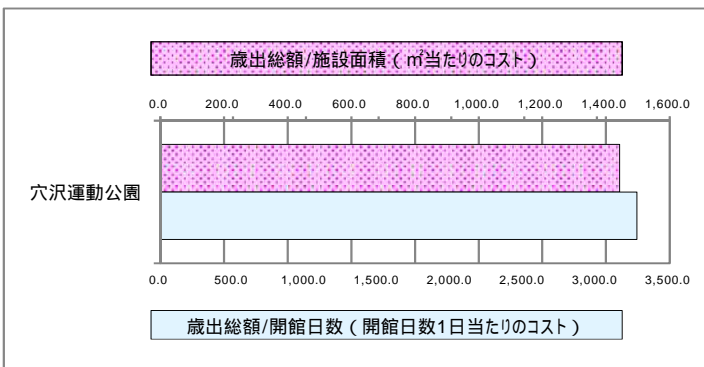 歳出総額/施設面積（㎡当たりのコスト）
0.0 200.0 400.0 600.0 800.0 1,000.0 1,200.0 1,400.0 1,600.0
穴沢運動公園
0.0 500.0 1,000.0 1,500.0 2,000.0 2,500.0 3,000.0 3,500.0
歳出総額/開館日数（開館日数1日当たりのコスト）